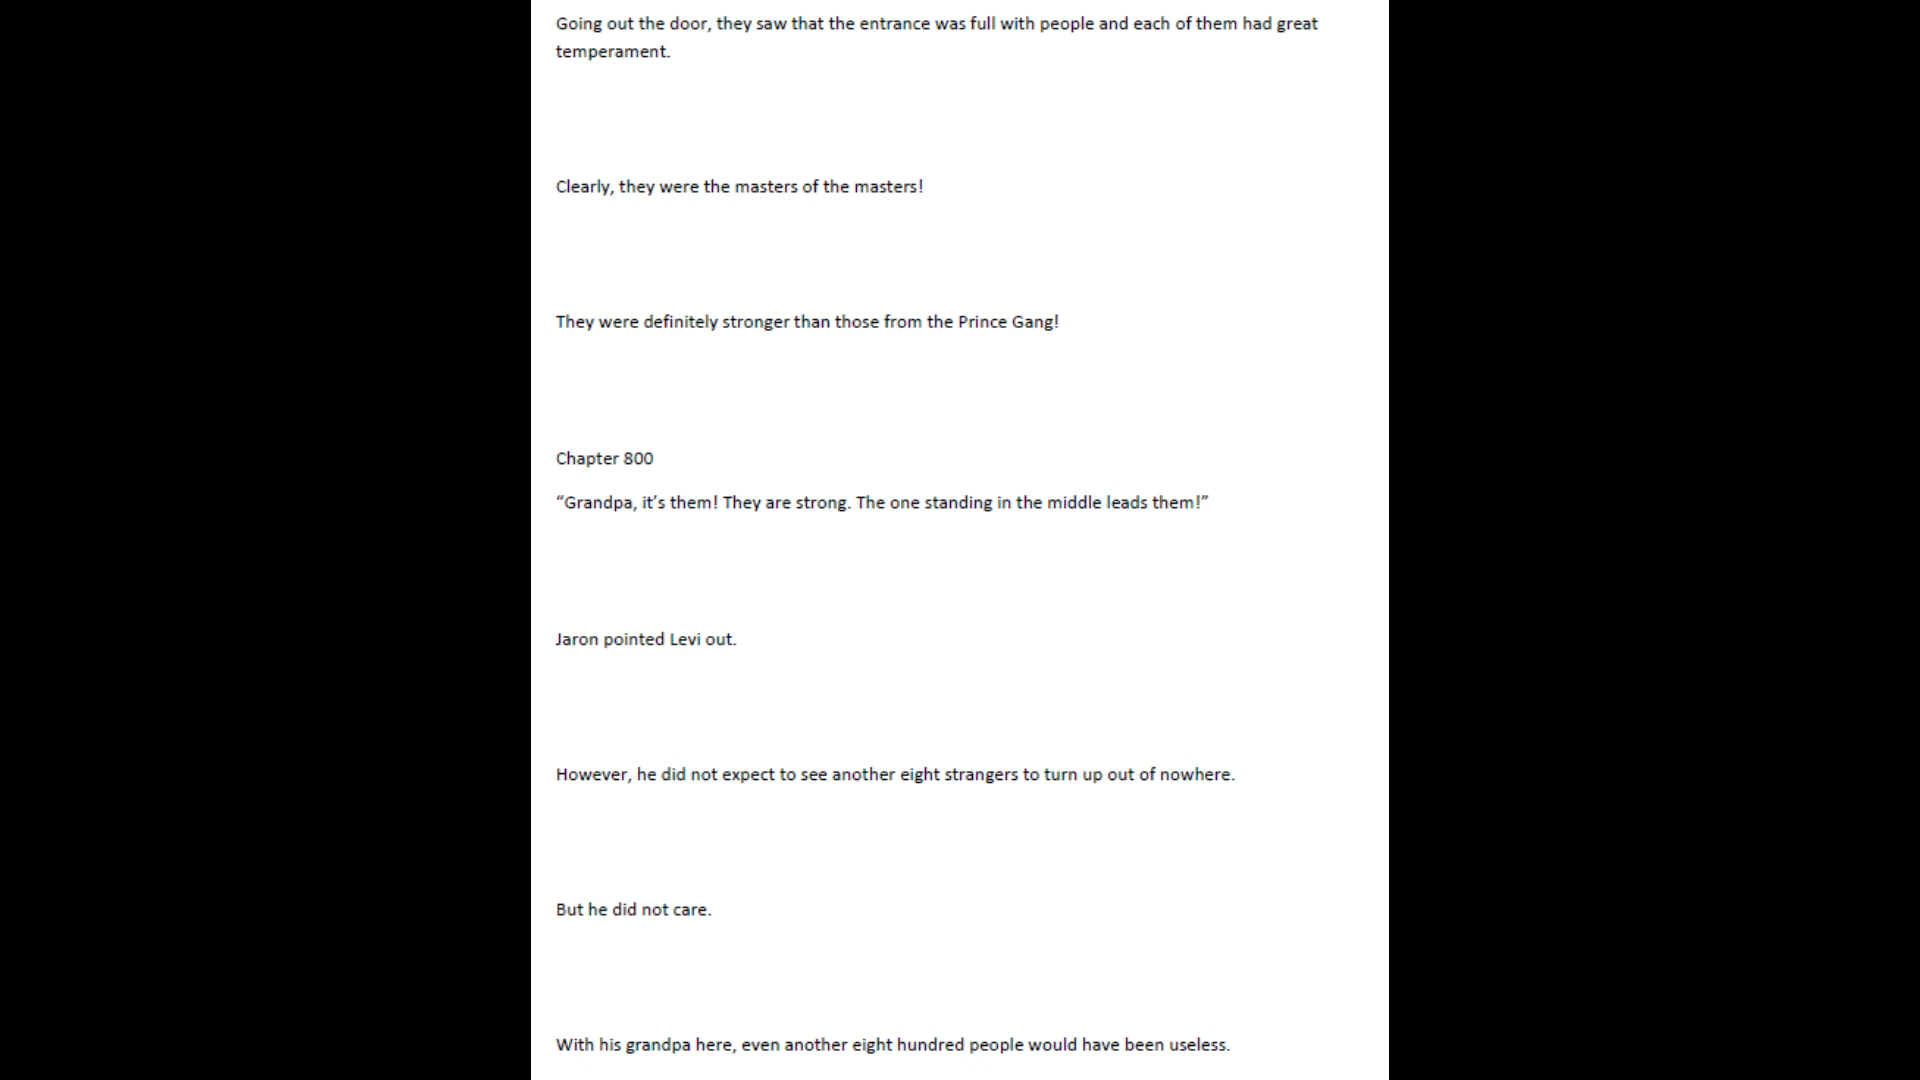 Going out the door, they saw that the entrance was full with people and each of them had great
temperament.
Clearly, they were the masters of the masters!
They were definitely stronger than those from the Prince Gang!
Chapter 800
“Grandpa, it’s them! They are strong. The one standing in the middle leads them!”
Jaron pointed Levi out.
However, he did not expect to see another eight strangers to turn up out of nowhere.
But he did not care.
With his grandpa here, even another eight hundred people would have been useless.